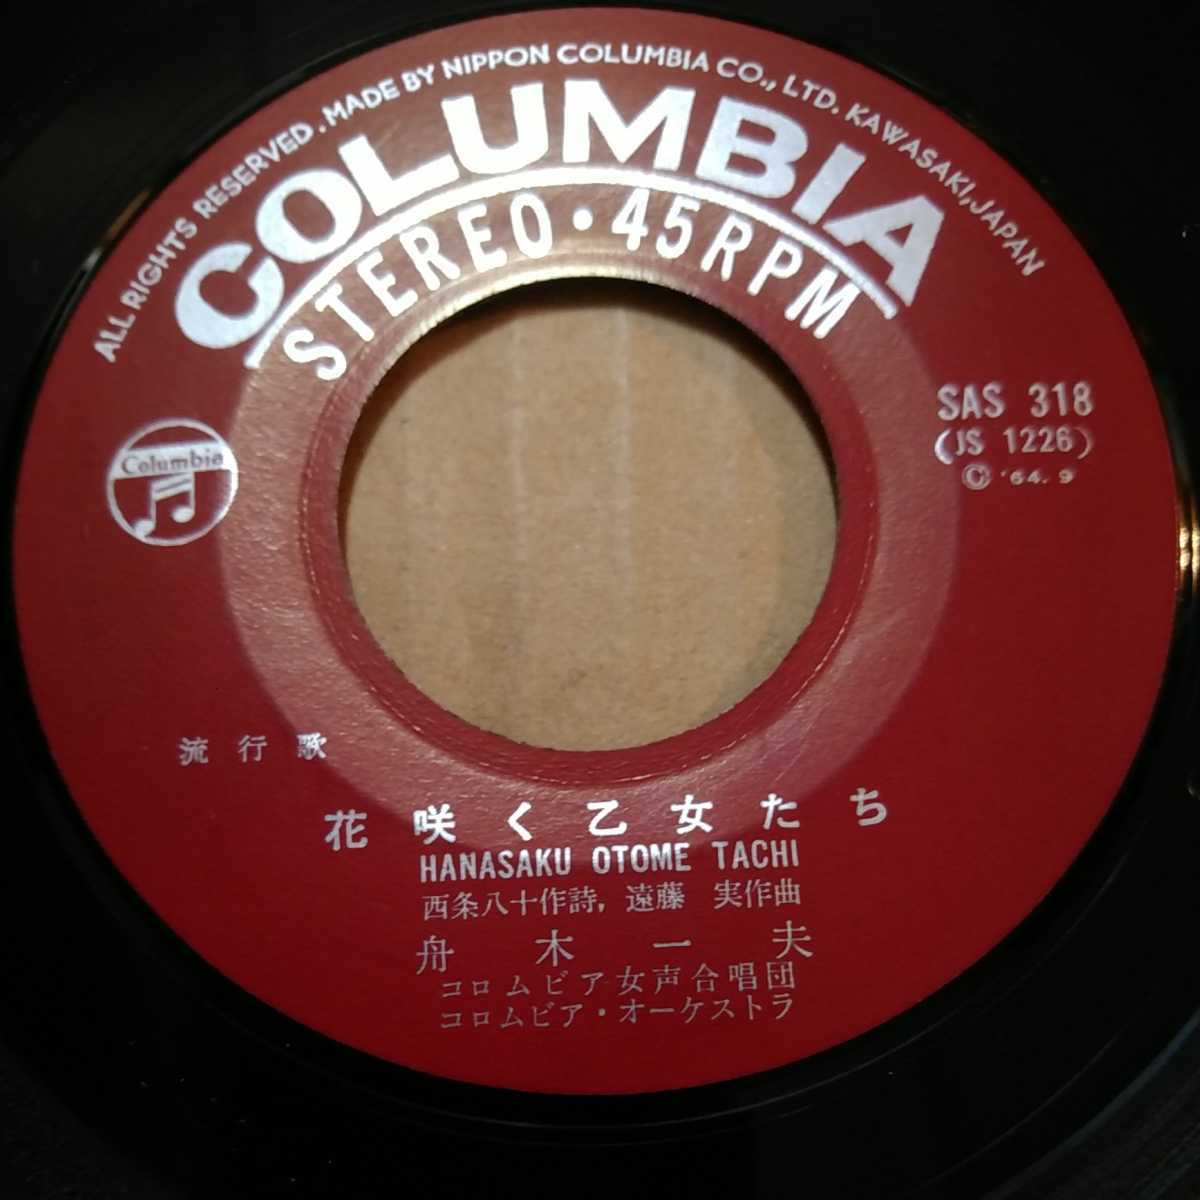 ALL RIGHTS RESERVED. MADE BY NIPPON COLUMBIA CO., LTD. KAWASAKI, JAPAN
COLUMBIA
STEREO・45RPM
SAS 318
(JS 1226)
Ⓒ '64. 9
Columbia
流行歌
花咲く乙女たち
HANASAKU OTOME TACHI
西条八十作詩, 遠藤 実作曲
舟木一夫
コロムビア女声合唱団
コロムビア・オーケストラ